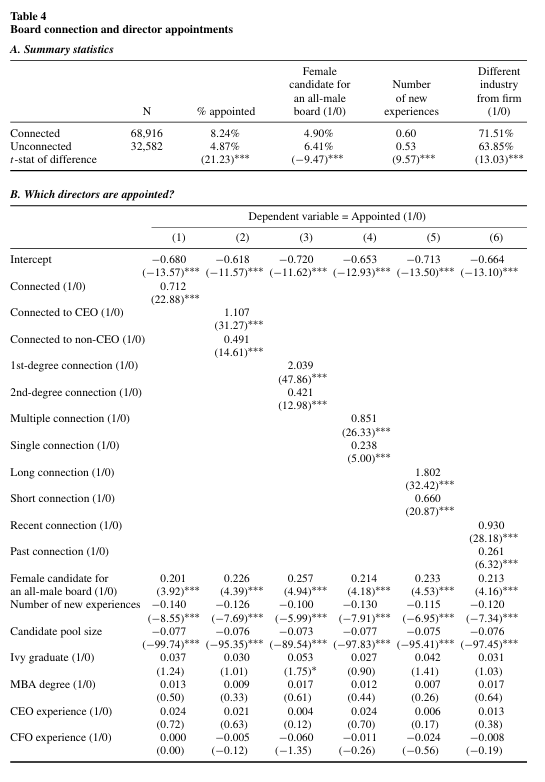 Table 4
Board connection and director appointments
A. Summary statistics
Female
candidate for Number Different
industry
an all-male of new from firm
N % appointed board (1/0) experiences (1/0)
Connected 68,916 8.24% 4.90% 0.60 71.51%
Unconnected 32,582 4.87% 6.41% 0.53 63.85%
t-stat of difference (21.23)*** (−9.47)*** (9.57)*** (13.03)***
B. Which directors are appointed?
Dependent variable = Appointed (1/0)
(1) (2) (3) (4) (5) (6)
Intercept −0.680 −0.618 −0.720 −0.653 −0.713 −0.664
(−13.57)*** (−11.57)*** (−11.62)*** (−12.93)*** (−13.50)*** (−13.10)***
Connected (1/0) 0.712
(22.88)***
Connected to CEO (1/0) 1.107
(31.27)***
Connected to non-CEO (1/0) 0.491
(14.61)***
1st-degree connection (1/0) 2.039
(47.86)***
2nd-degree connection (1/0) 0.421
(12.98)***
Multiple connection (1/0) 0.851
(26.33)***
Single connection (1/0) 0.238
(5.00)***
Long connection (1/0) 1.802
(32.42)***
Short connection (1/0) 0.660
(20.87)***
Recent connection (1/0) 0.930
(28.18)***
Past connection (1/0) 0.261
(6.32)***
Female candidate for 0.201 0.226 0.257 0.214 0.233 0.213
an all-male board (1/0) (3.92)*** (4.39)*** (4.94)*** (4.18)*** (4.53)*** (4.16)***
Number of new experiences −0.140 −0.126 −0.100 −0.130 −0.115 −0.120
(−8.55)*** (−7.69)*** (−5.99)*** (−7.91)*** (−6.95)*** (−7.34)***
Candidate pool size −0.077 −0.076 −0.073 −0.077 −0.075 −0.076
(−99.74)*** (−95.35)*** (−89.54)*** (−97.83)*** (−95.41)*** (−97.45)***
Ivy graduate (1/0) 0.037 0.030 0.053 0.027 0.042 0.031
(1.24) (1.01) (1.75)* (0.90) (1.41) (1.03)
MBA degree (1/0) 0.013 0.009 0.017 0.012 0.007 0.017
(0.50) (0.33) (0.61) (0.44) (0.26) (0.64)
CEO experience (1/0) 0.024 0.021 0.004 0.024 0.006 0.013
(0.72) (0.63) (0.12) (0.70) (0.17) (0.38)
CFO experience (1/0) 0.000 −0.005 −0.060 −0.011 −0.024 −0.008
(0.00) (−0.12) (−1.35) (−0.26) (−0.56) (−0.19)